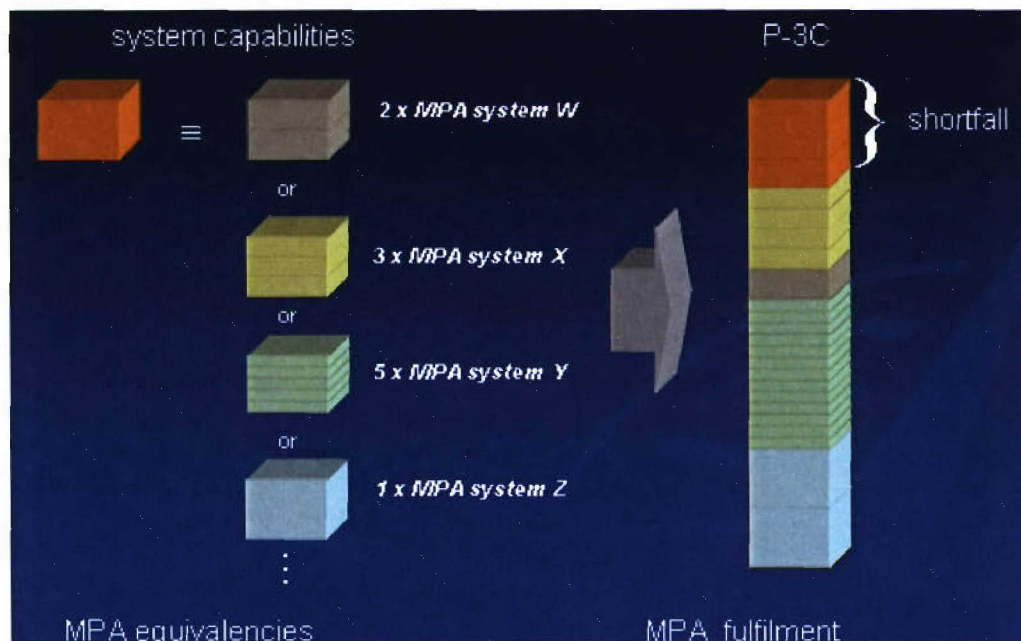 system capabilities
P-3C
≡
2 x MPA system W
shortfall
or
3 x MPA system X
or
5 x MPA system Y
or
1 x MPA system Z
⋮
MPA equivalencies
MPA fulfilment